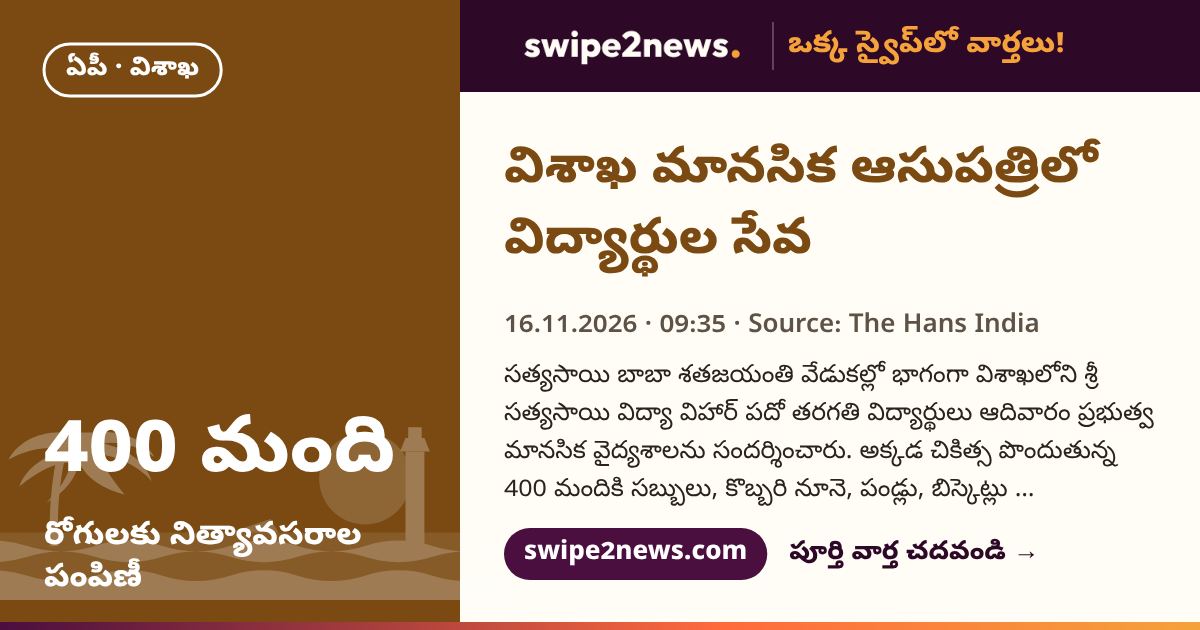 ఏపీ · విశాఖ
400 మంది
రోగులకు నిత్యావసరాల
పంపిణీ
swipe2news.
ఒక్క స్వైప్‌లో వార్తలు!
విశాఖ మానసిక ఆసుపత్రిలో
విద్యార్థుల సేవ
16.11.2026 · 09:35 · Source: The Hans India
సత్యసాయి బాబా శతజయంతి వేడుకల్లో భాగంగా విశాఖలోని శ్రీ
సత్యసాయి విద్యా విహార్ పదో తరగతి విద్యార్థులు ఆదివారం ప్రభుత్వ
మానసిక వైద్యశాలను సందర్శించారు. అక్కడ చికిత్స పొందుతున్న
400 మందికి సబ్బులు, కొబ్బరి నూనె, పండ్లు, బిస్కెట్లు ...
swipe2news.com
పూర్తి వార్త చదవండి →